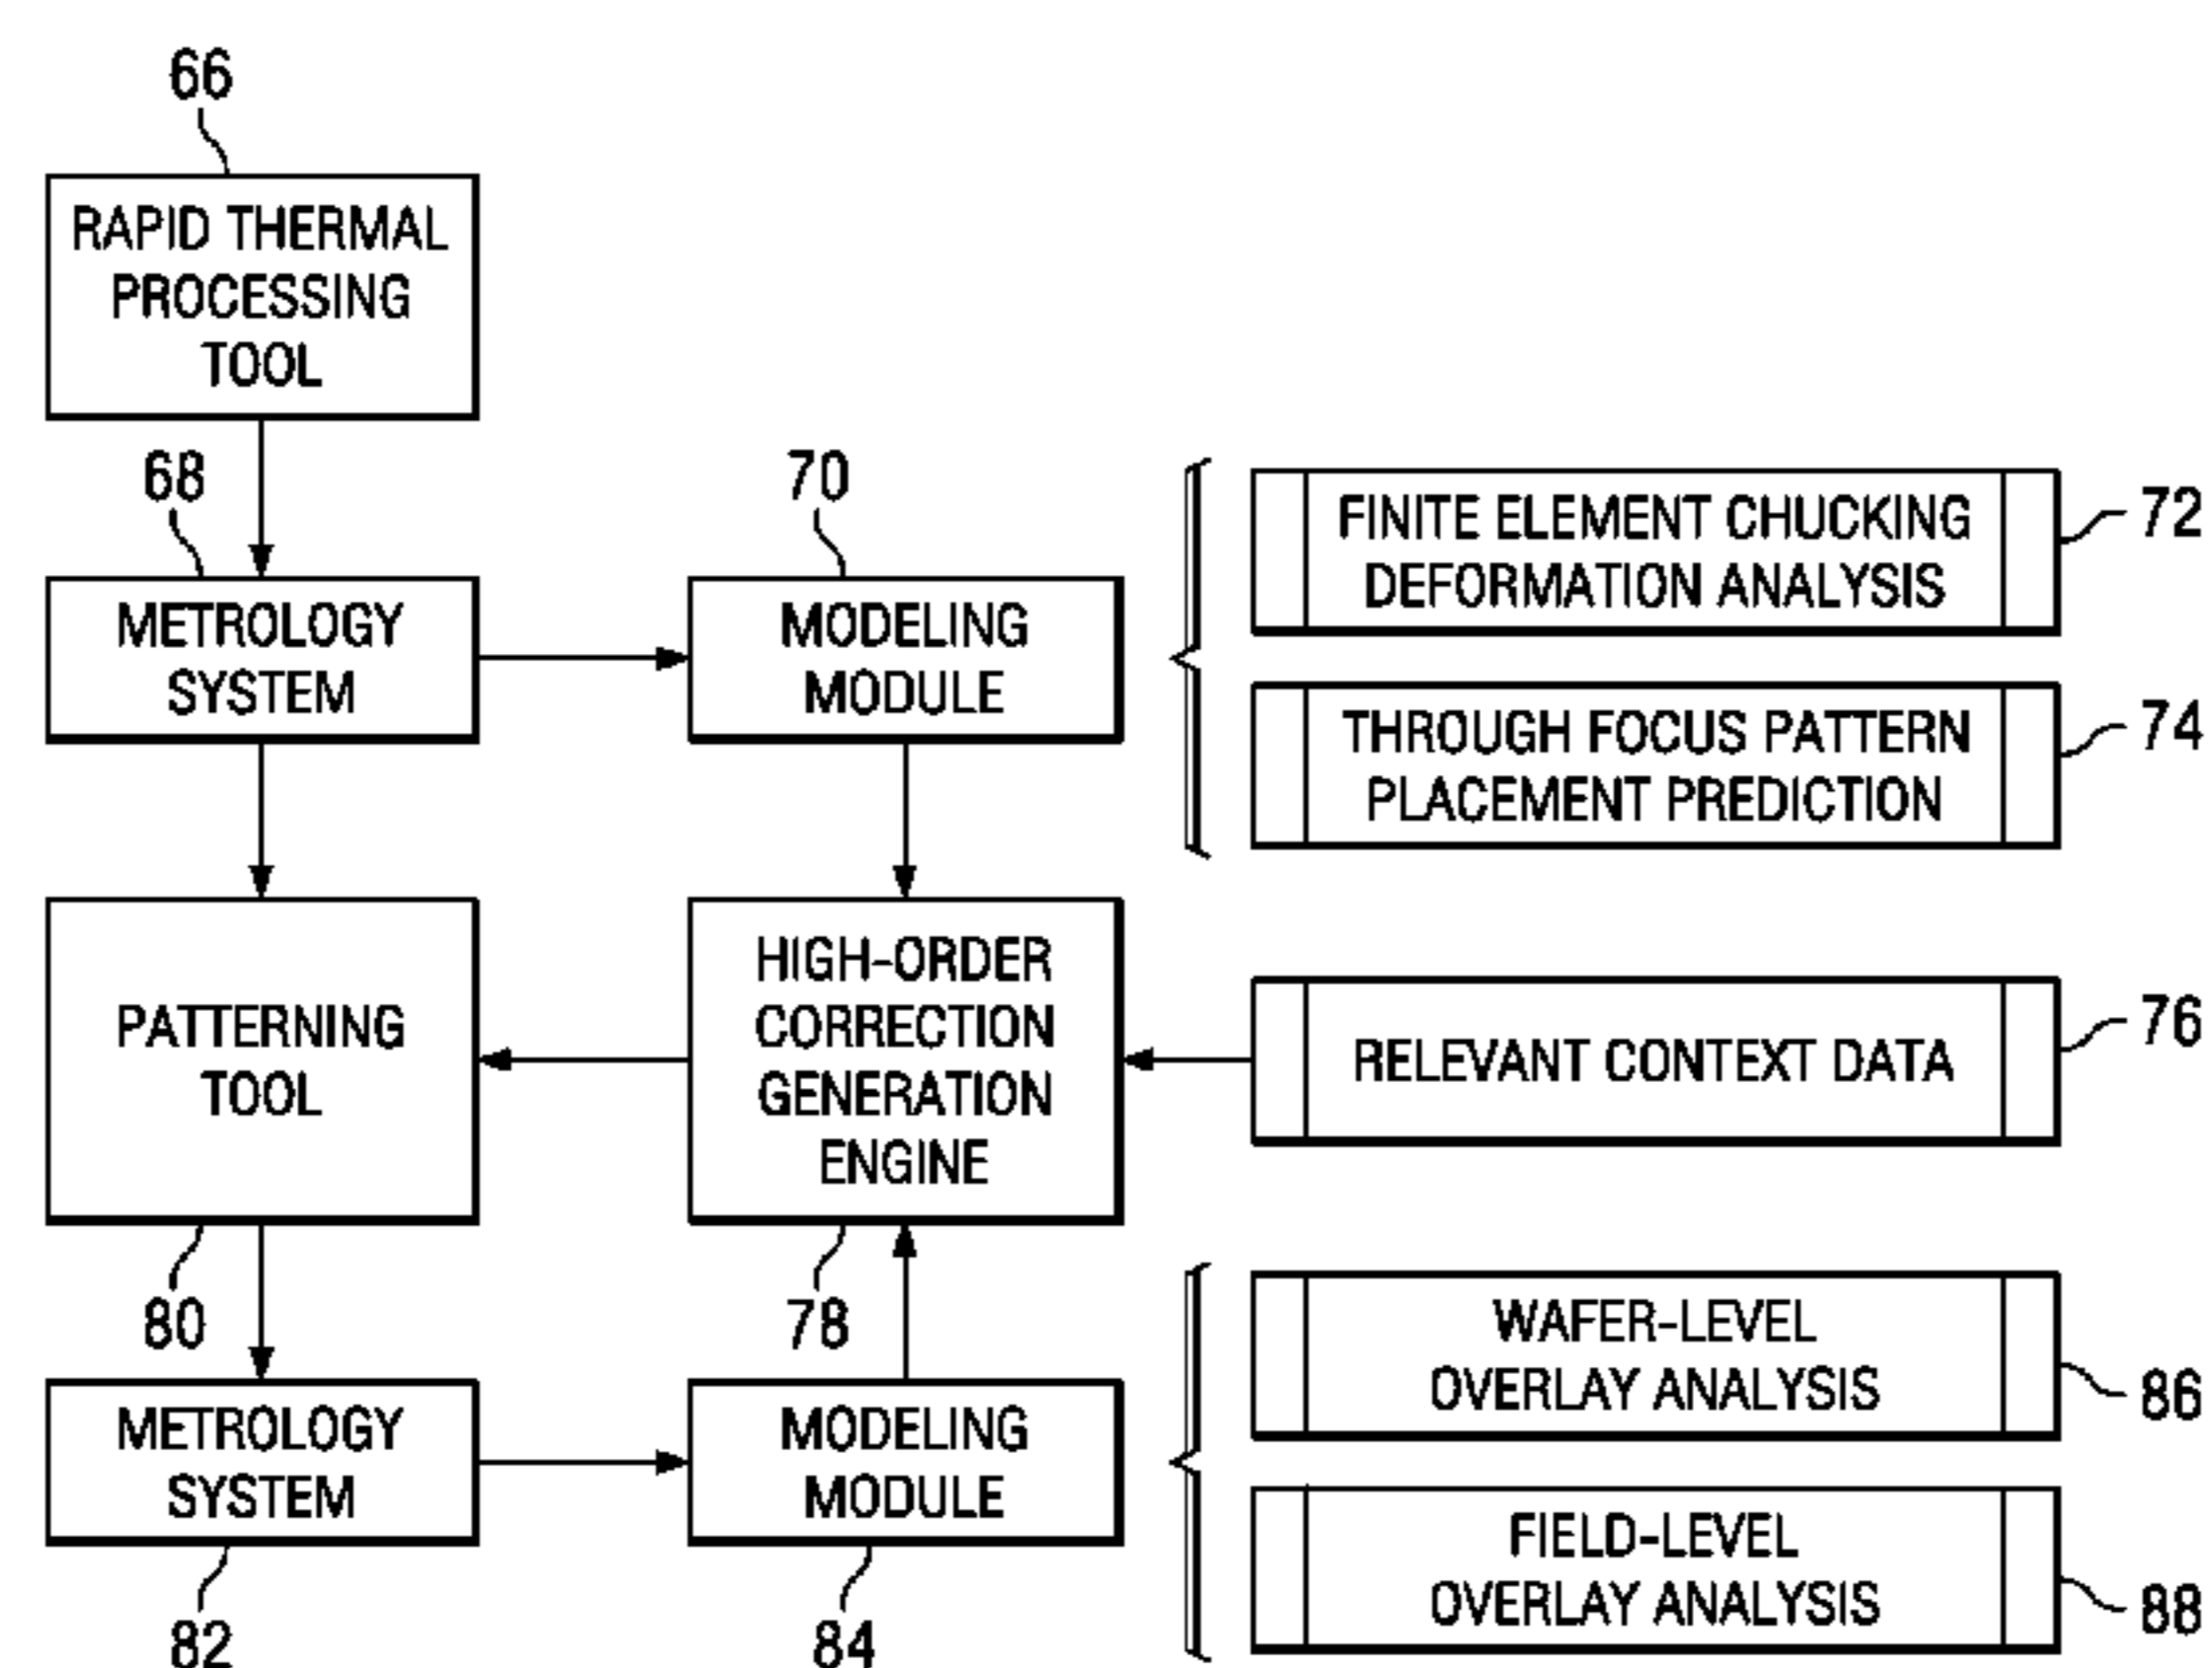 66
RAPID THERMAL
PROCESSING
TOOL
68
METROLOGY
SYSTEM
70
MODELING
MODULE
FINITE ELEMENT CHUCKING
DEFORMATION ANALYSIS
72
THROUGH FOCUS PATTERN
PLACEMENT PREDICTION
74
PATTERNING
TOOL
80
HIGH-ORDER
CORRECTION
GENERATION
ENGINE
78
RELEVANT CONTEXT DATA
76
METROLOGY
SYSTEM
82
MODELING
MODULE
84
WAFER-LEVEL
OVERLAY ANALYSIS
86
FIELD-LEVEL
OVERLAY ANALYSIS
88